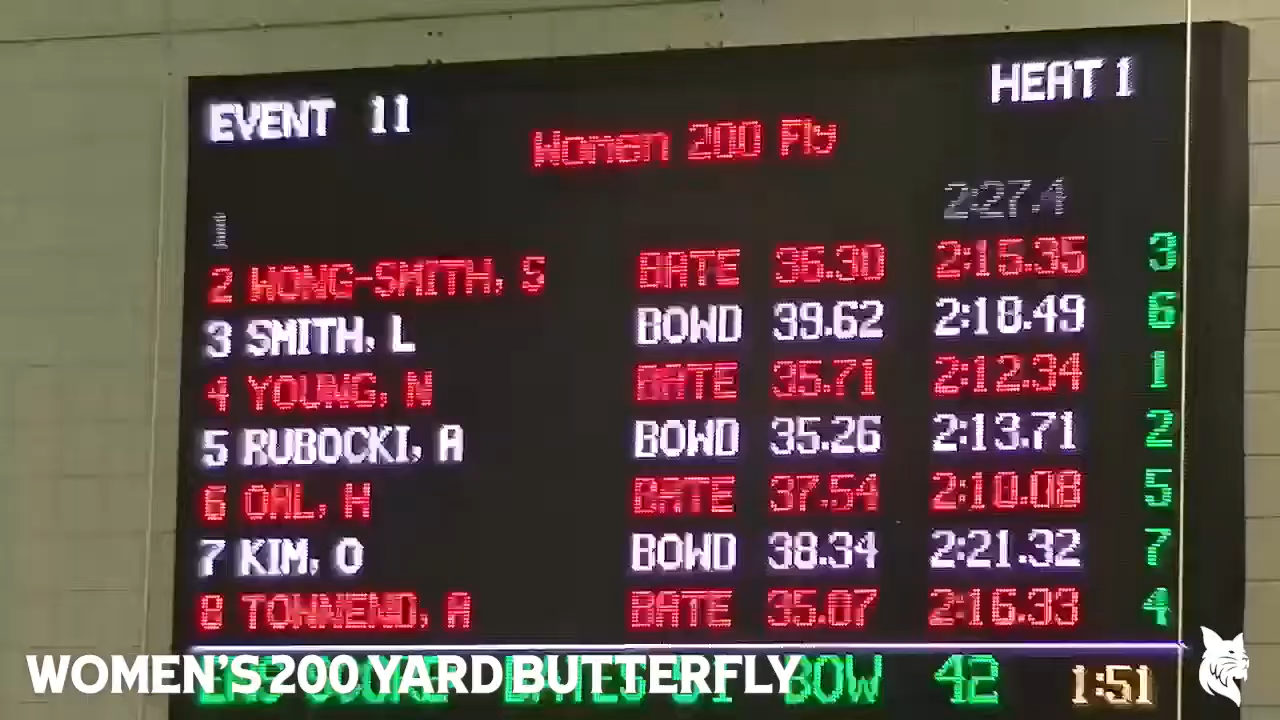 EVENT 11 HEAT 1
Women 200 Fly
1 2:27.4
2 WONG-SMITH, S BATE 36.30 2:15.35 3
3 SMITH, L BOWD 39.62 2:18.49 6
4 YOUNG, N BATE 35.71 2:12.34 1
5 RUBOCKI, A BOWD 35.26 2:13.71 2
6 OAL, H BATE 37.54 2:10.08 5
7 KIM, O BOWD 38.34 2:21.32 7
8 TOWNEND, A BATE 35.07 2:16.33 4
BOW 42 1:51
WOMEN'S 200 YARD BUTTERFLY